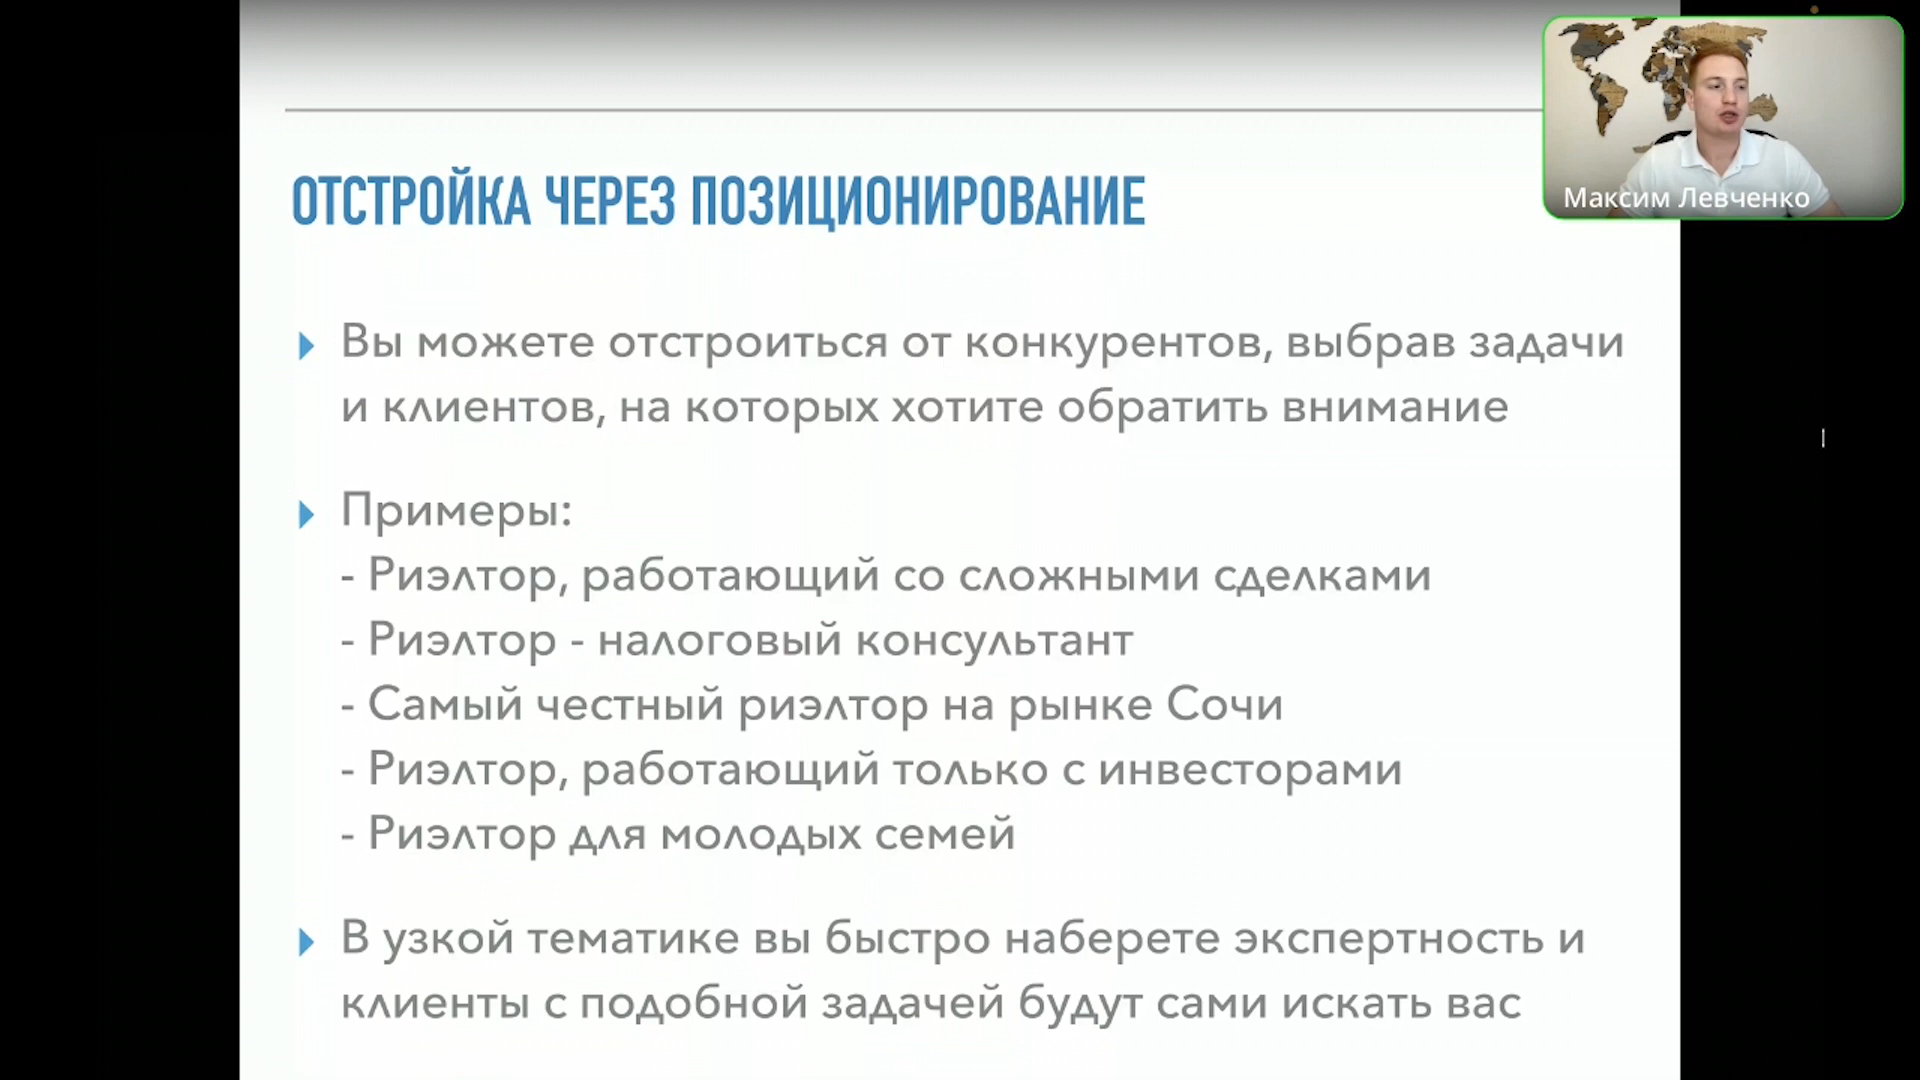 Максим Левченко
ОТСТРОЙКА ЧЕРЕЗ ПОЗИЦИОНИРОВАНИЕ
Вы можете отстроиться от конкурентов, выбрав задачи
и клиентов, на которых хотите обратить внимание
Примеры:
- Риэлтор, работающий со сложными сделками
- Риэлтор - налоговый консультант
- Самый честный риэлтор на рынке Сочи
- Риэлтор, работающий только с инвесторами
- Риэлтор для молодых семей
В узкой тематике вы быстро наберете экспертность и
клиенты с подобной задачей будут сами искать вас